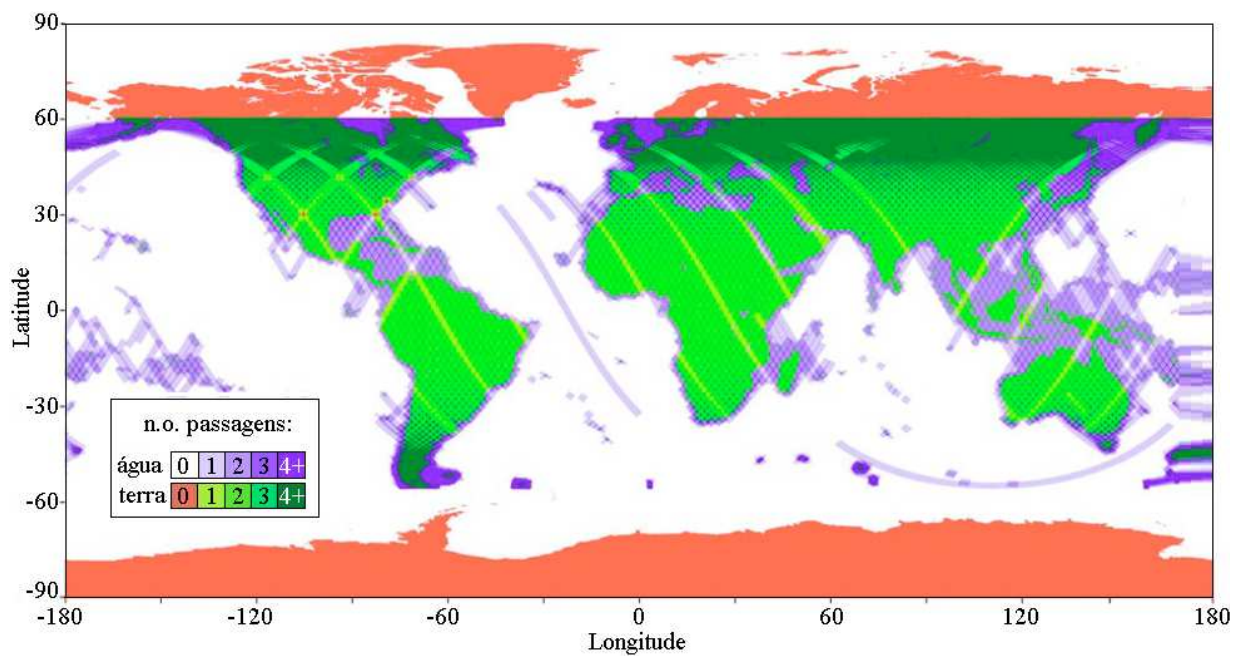 90
60
30
0
-30
-60
-90
Latitude
n.o. passagens:
água 0 1 2 3 4+
terra 0 1 2 3 4+
-180 -120 -60 0 60 120 180
Longitude